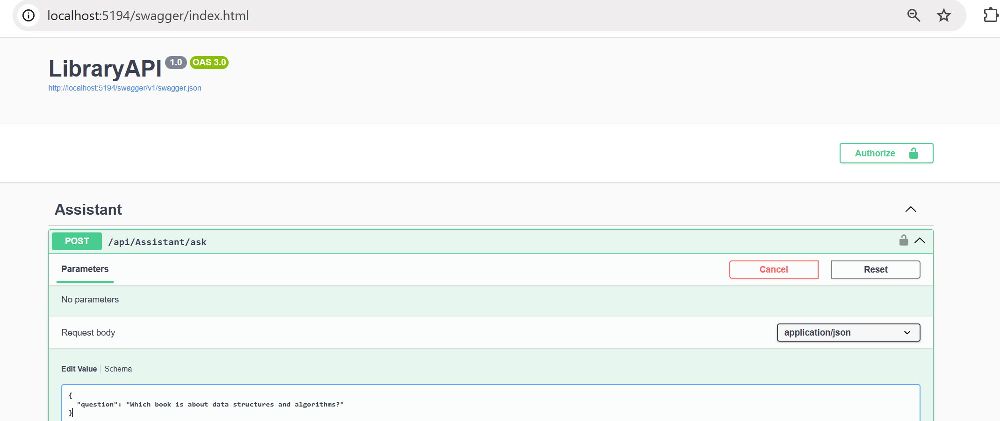 localhost:5194/swagger/index.html
LibraryAPI 1.0 OAS 3.0
http://localhost:5194/swagger/v1/swagger.json
Authorize
Assistant
POST /api/Assistant/ask
Parameters Cancel Reset
No parameters
Request body application/json
Edit Value Schema
{
"question": "Which book is about data structures and algorithms?"
}